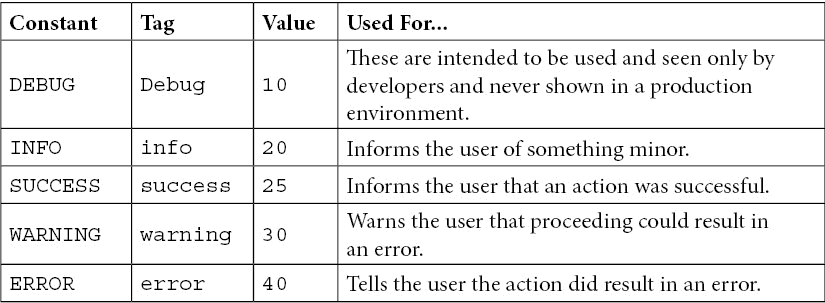 Constant Tag Value Used For...
These are intended to be used and seen only by
DEBUG Debug 10 developers and never shown in a production
environment.
INFO info 20 Informs the user of something minor.
SUCCESS success 25 Informs the user that an action was successful.
WARNING warning 30 Warns the user that proceeding could result in
an error.
ERROR error 40 Tells the user the action did result in an error.